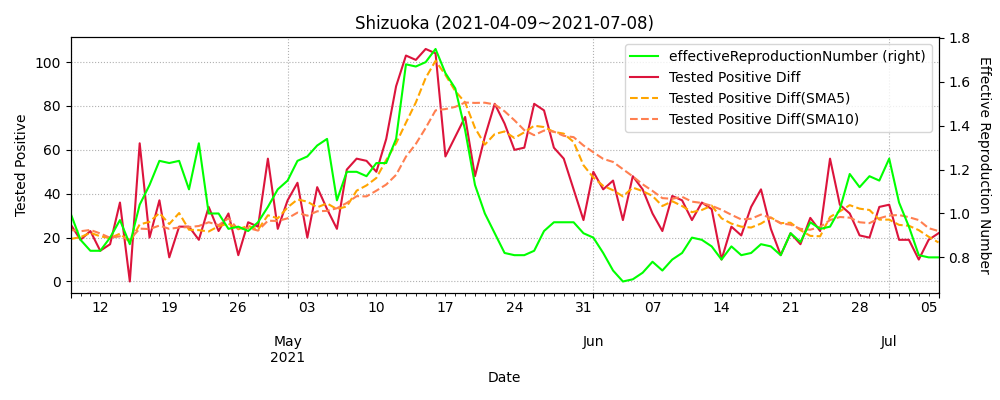 Shizuoka (2021-04-09~2021-07-08)
effectiveReproductionNumber (right)
Tested Positive Diff
Tested Positive Diff(SMA5)
Tested Positive Diff(SMA10)
Tested Positive
100
80
60
40
20
0
1.8
1.6
1.4
1.2
1.0
0.8
Effective Reproduction Number
12 19 26 03 10 17 24 31 07 14 21 28 05
May Jun Jul
2021
Date